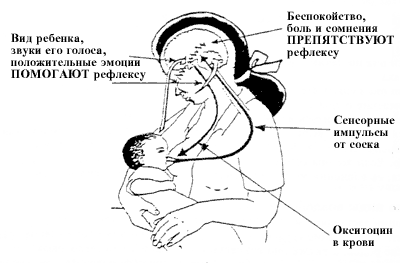 Вид ребенка,
звуки его голоса,
положительные эмоции
ПОМОГАЮТ рефлексу
Беспокойство,
боль и сомнения
ПРЕПЯТСТВУЮТ
рефлексу
Сенсорные
импульсы
от соска
Окситоцин
в крови